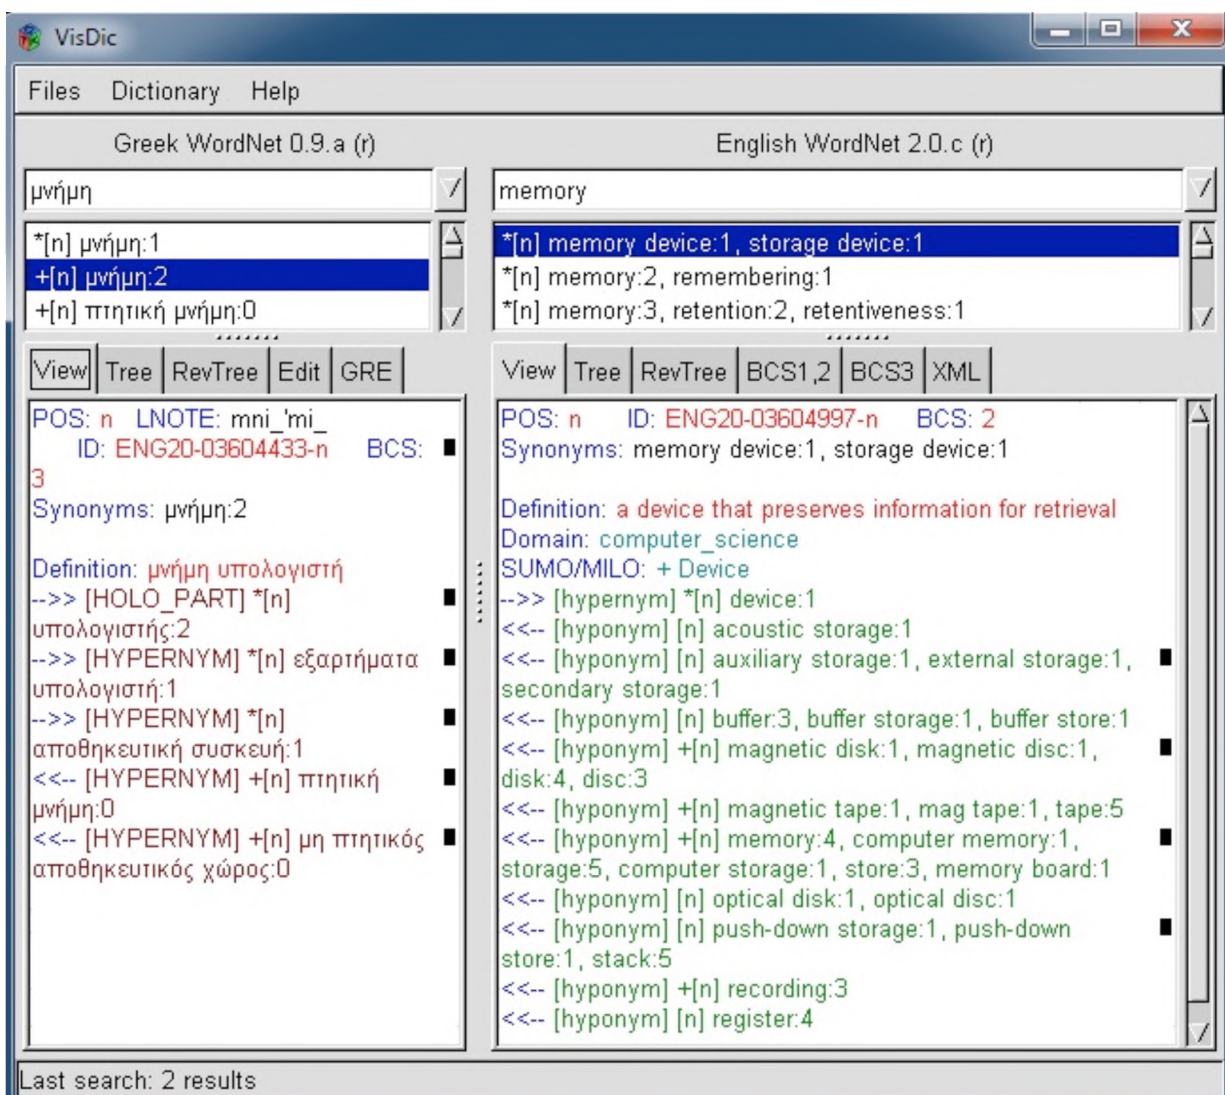 VisDic
Files Dictionary Help
Greek WordNet 0.9.a (r)
μνήμη
*[n] μνήμη:1
+[n] μνήμη:2
+[n] πτητική μνήμη:0
View Tree RevTree Edit GRE
POS: n LNOTE: mni_'mi_
ID: ENG20-03604433-n BCS:
3
Synonyms: μνήμη:2
Definition: μνήμη υπολογιστή
-->> [HOLO_PART] *[n]
υπολογιστής:2
-->> [HYPERNYM] *[n] εξαρτήματα
υπολογιστή:1
-->> [HYPERNYM] *[n]
αποθηκευτική συσκευή:1
<<-- [HYPERNYM] +[n] πτητική
μνήμη:0
<<-- [HYPERNYM] +[n] μη πτητικός
αποθηκευτικός χώρος:0
English WordNet 2.0.c (r)
memory
*[n] memory device:1, storage device:1
*[n] memory:2, remembering:1
*[n] memory:3, retention:2, retentiveness:1
View Tree RevTree BCS1,2 BCS3 XML
POS: n ID: ENG20-03604997-n BCS: 2
Synonyms: memory device:1, storage device:1
Definition: a device that preserves information for retrieval
Domain: computer_science
SUMO/MILO: + Device
-->> [hypernym] *[n] device:1
<<-- [hyponym] [n] acoustic storage:1
<<-- [hyponym] [n] auxiliary storage:1, external storage:1,
secondary storage:1
<<-- [hyponym] [n] buffer:3, buffer storage:1, buffer store:1
<<-- [hyponym] +[n] magnetic disk:1, magnetic disc:1,
disk:4, disc:3
<<-- [hyponym] +[n] magnetic tape:1, mag tape:1, tape:5
<<-- [hyponym] +[n] memory:4, computer memory:1,
storage:5, computer storage:1, store:3, memory board:1
<<-- [hyponym] [n] optical disk:1, optical disc:1
<<-- [hyponym] [n] push-down storage:1, push-down
store:1, stack:5
<<-- [hyponym] +[n] recording:3
<<-- [hyponym] [n] register:4
Last search: 2 results